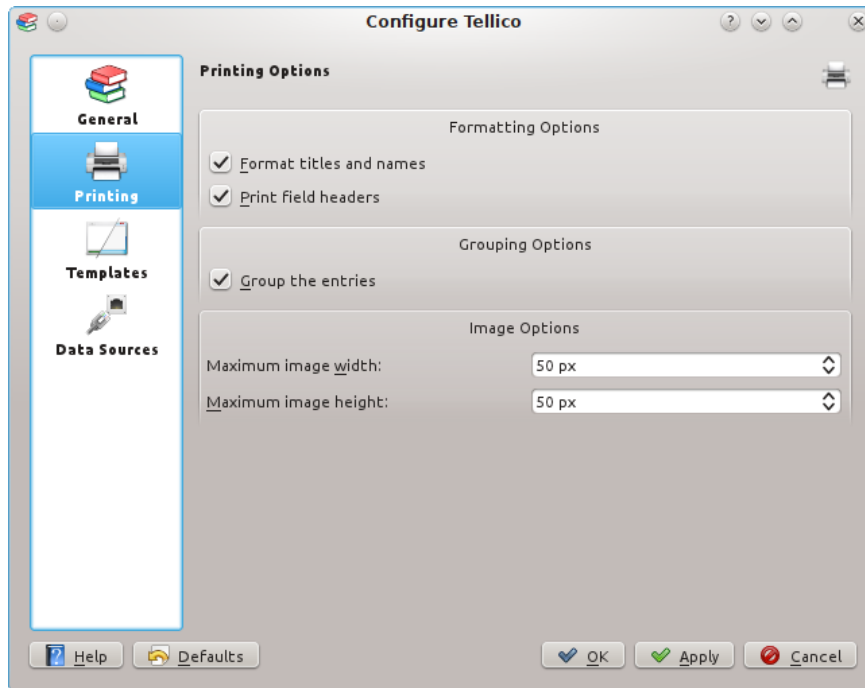 Configure Tellico
General
Printing
Templates
Data Sources
Printing Options
Formatting Options
Format titles and names
Print field headers
Grouping Options
Group the entries
Image Options
Maximum image width: 50 px
Maximum image height: 50 px
Help Defaults OK Apply Cancel